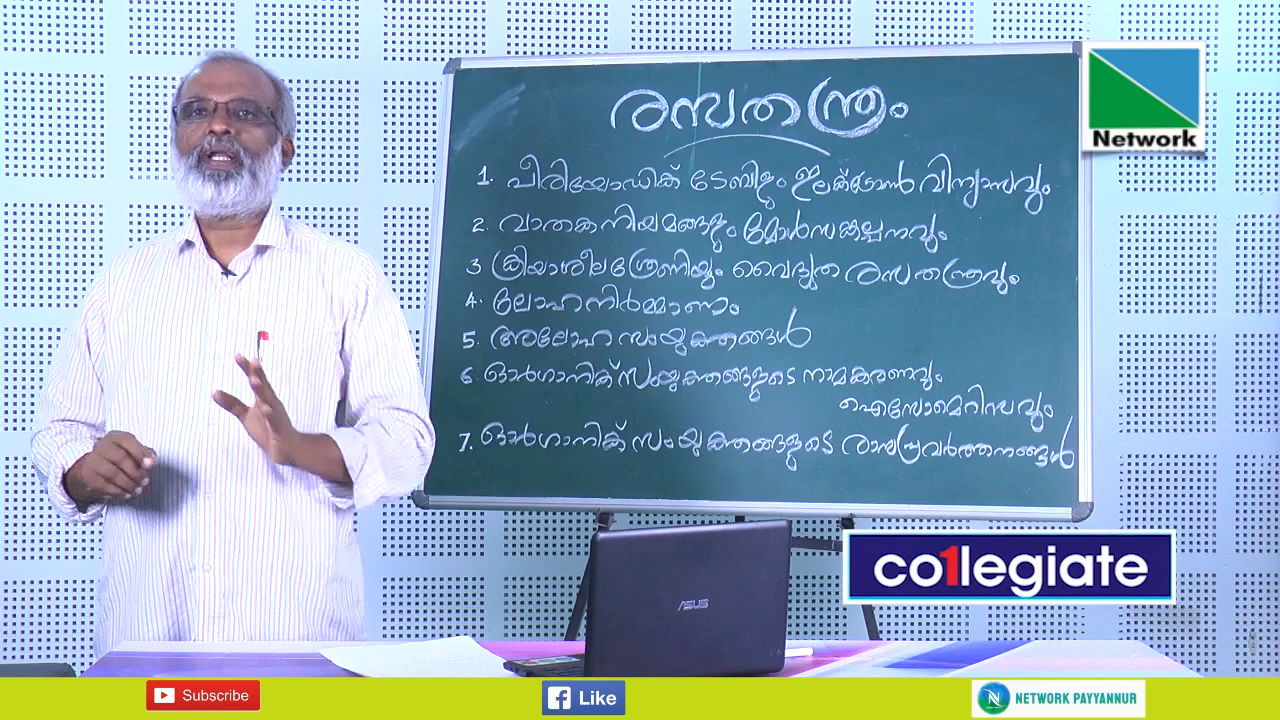 രസതന്ത്രം
1. പീരിയോഡിക് ടേബിളും ഇലക്ട്രോൺ വിന്യാസവും
2. വാതകനിയമങ്ങളും മോൾസങ്കല്പനവും
3 ക്രിയാശീലശ്രേണിയും വൈദ്യുത രസതന്ത്രവും
4. ലോഹനിർമ്മാണം
5. അലോഹസംയുക്തങ്ങൾ
6. ഓർഗാനിക് സംയുക്തങ്ങളുടെ നാമകരണവും
ഐസോമെറിസവും
7. ഓർഗാനിക് സംയുക്തങ്ങളുടെ രാസപ്രവർത്തനങ്ങൾ
Network
co1legiate
ASUS
Subscribe
Like
NETWORK PAYYANNUR